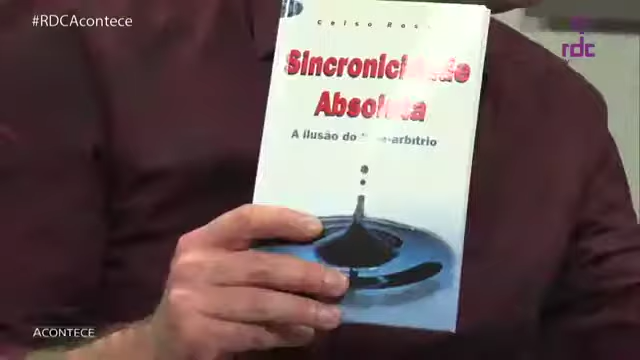 #RDCAcontece
rdc
Celso
Sincronicidade
Absoluta
A ilusão do -arbítrio
ACONTECE